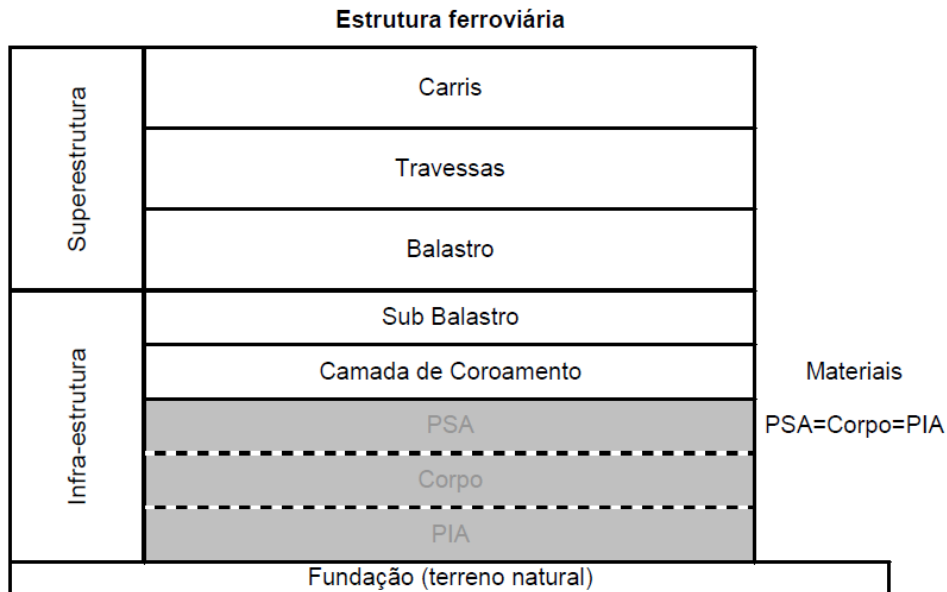 Estrutura ferroviária
Superestrutura
Carris
Travessas
Balastro
Infra-estrutura
Sub Balastro
Camada de Coroamento
Materiais
PSA
PSA=Corpo=PIA
Corpo
PIA
Fundação (terreno natural)